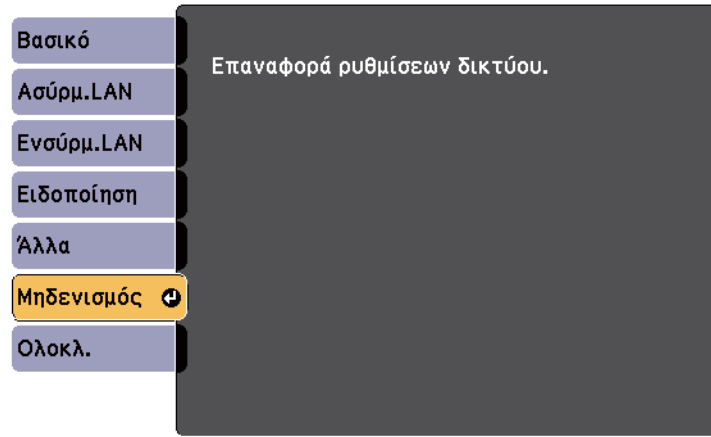 Βασικό
Ασύρμ.LAN
Ενσύρμ.LAN
Ειδοποίηση
Άλλα
Μηδενισμός
Ολοκλ.
Επαναφορά ρυθμίσεων δικτύου.